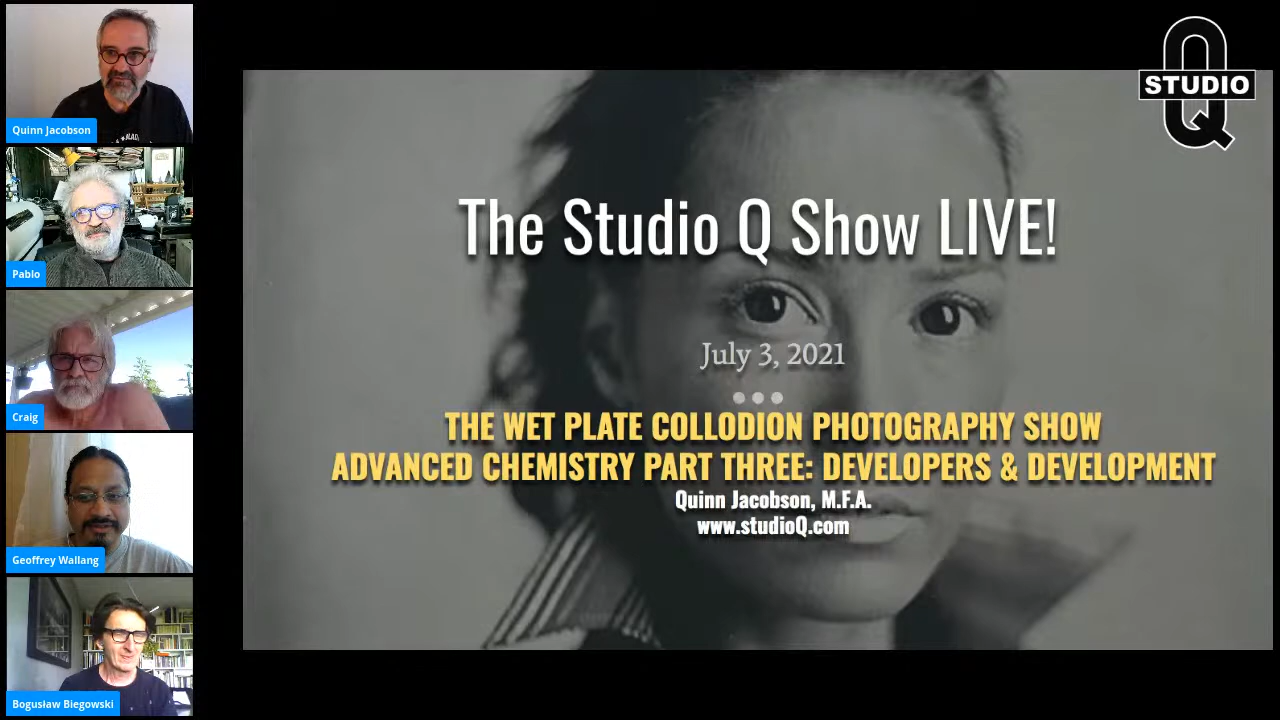 Quinn Jacobson
Pablo
Craig
Geoffrey Wallang
Bogusław Biegowski
STUDIO
Q
The Studio Q Show LIVE!
July 3, 2021
THE WET PLATE COLLODION PHOTOGRAPHY SHOW
ADVANCED CHEMISTRY PART THREE: DEVELOPERS & DEVELOPMENT
Quinn Jacobson, M.F.A.
www.studioQ.com